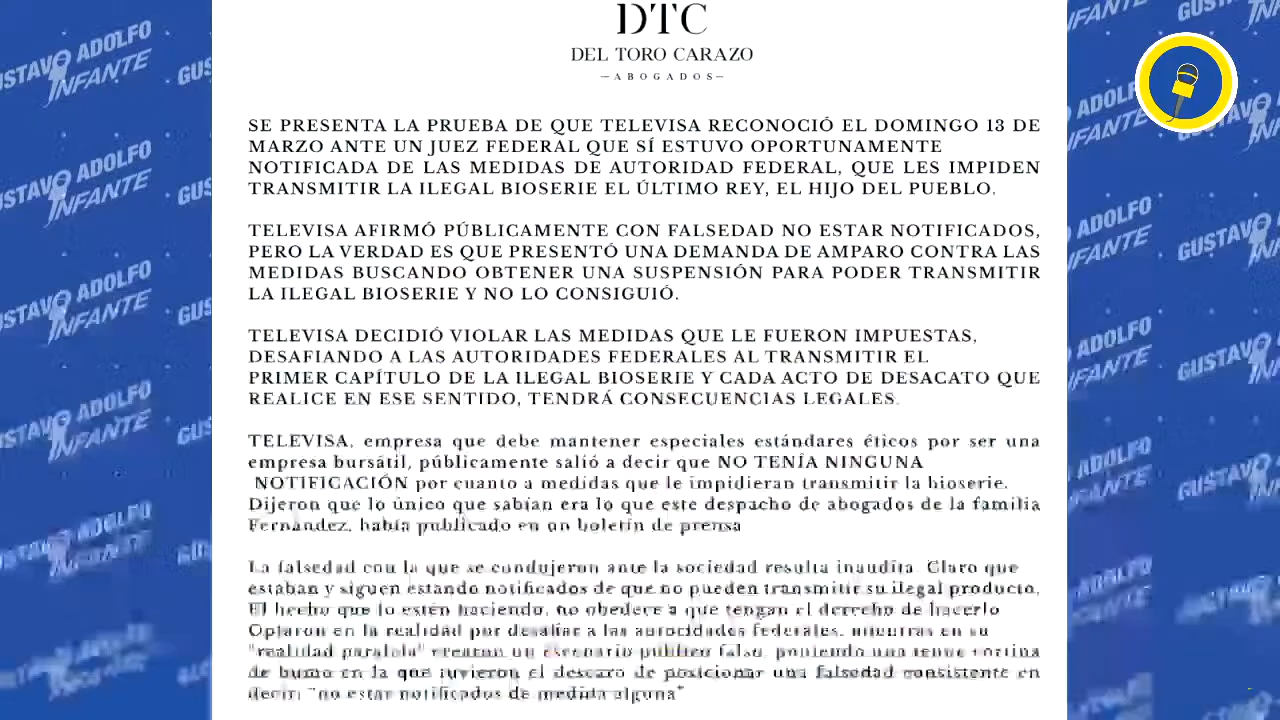 DTC
DEL TORO CARAZO
—ABOGADOS—
SE PRESENTA LA PRUEBA DE QUE TELEVISA RECONOCIÓ EL DOMINGO 13 DE
MARZO ANTE UN JUEZ FEDERAL QUE SÍ ESTUVO OPORTUNAMENTE
NOTIFICADA DE LAS MEDIDAS DE AUTORIDAD FEDERAL, QUE LES IMPIDEN
TRANSMITIR LA ILEGAL BIOSERIE EL ÚLTIMO REY, EL HIJO DEL PUEBLO.
TELEVISA AFIRMÓ PÚBLICAMENTE CON FALSEDAD NO ESTAR NOTIFICADOS,
PERO LA VERDAD ES QUE PRESENTÓ UNA DEMANDA DE AMPARO CONTRA LAS
MEDIDAS BUSCANDO OBTENER UNA SUSPENSIÓN PARA PODER TRANSMITIR
LA ILEGAL BIOSERIE Y NO LO CONSIGUIÓ.
TELEVISA DECIDIÓ VIOLAR LAS MEDIDAS QUE LE FUERON IMPUESTAS,
DESAFIANDO A LAS AUTORIDADES FEDERALES AL TRANSMITIR EL
PRIMER CAPÍTULO DE LA ILEGAL BIOSERIE Y CADA ACTO DE DESACATO QUE
REALICE EN ESE SENTIDO, TENDRÁ CONSECUENCIAS LEGALES.
TELEVISA, empresa que debe mantener especiales estándares éticos por ser una
empresa bursátil, públicamente salió a decir que NO TENÍA NINGUNA
NOTIFICACIÓN por cuanto a medidas que le impidieran transmitir la bioserie.
Dijeron que lo único que sabían era lo que este despacho de abogados de la familia
Fernández, había publicado en un boletín de prensa
La falsedad con la que se condujeron ante la sociedad resulta inaudita. Claro que
estaban y siguen estando notificados de que no pueden transmitir su ilegal producto.
El hecho que lo estén haciendo, no obedece a que tengan el derecho de hacerlo
Optaron en la realidad por desafiar a las autoridades federales, mientras en su
"realidad paralela" crearon un escenario público falso, poniendo una tenue cortina
de humo en la que tuvieron el descaro de posicionar una falsedad consistente en
decir: "no estar notificados de medida alguna"
GUSTAVO ADOLFO
INFANTE